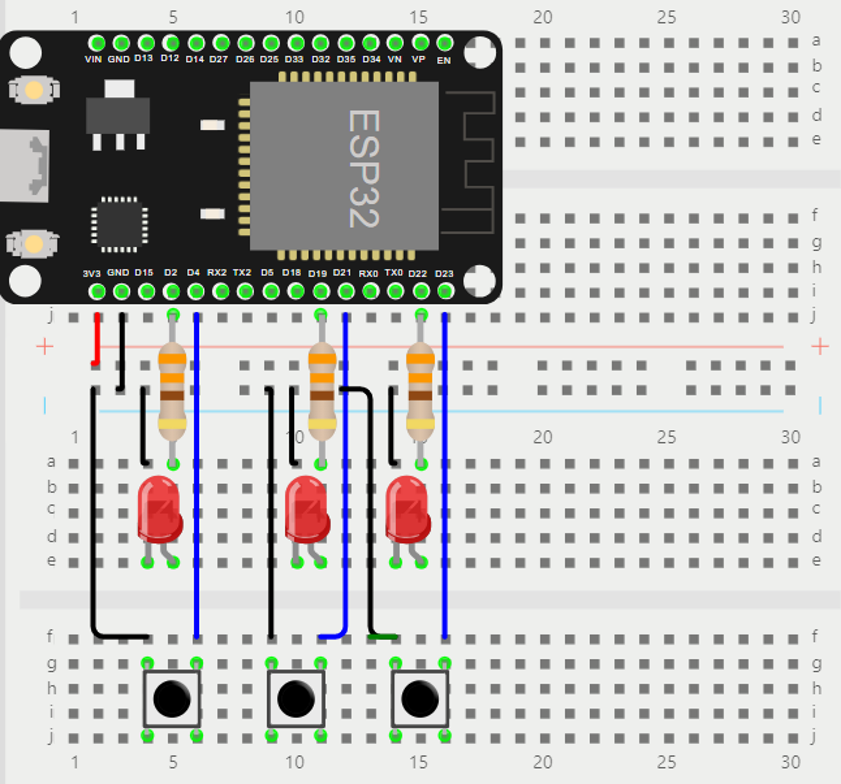 1 5 10 15 20 25 30
a
VIN GND D13 D12 D14 D27 D26 D25 D33 D32 D35 D34 VN VP EN
b
c
d
e
ESP32
f
g
h
3V3 GND D15 D2 D4 RX2 TX2 D5 D18 D19 D21 RX0 TX0 D22 D23
i
j j
+ +
1 10 15 20 25 30
a a
b b
c c
d d
e e
f f
g g
h h
i i
j j
1 5 10 15 20 25 30